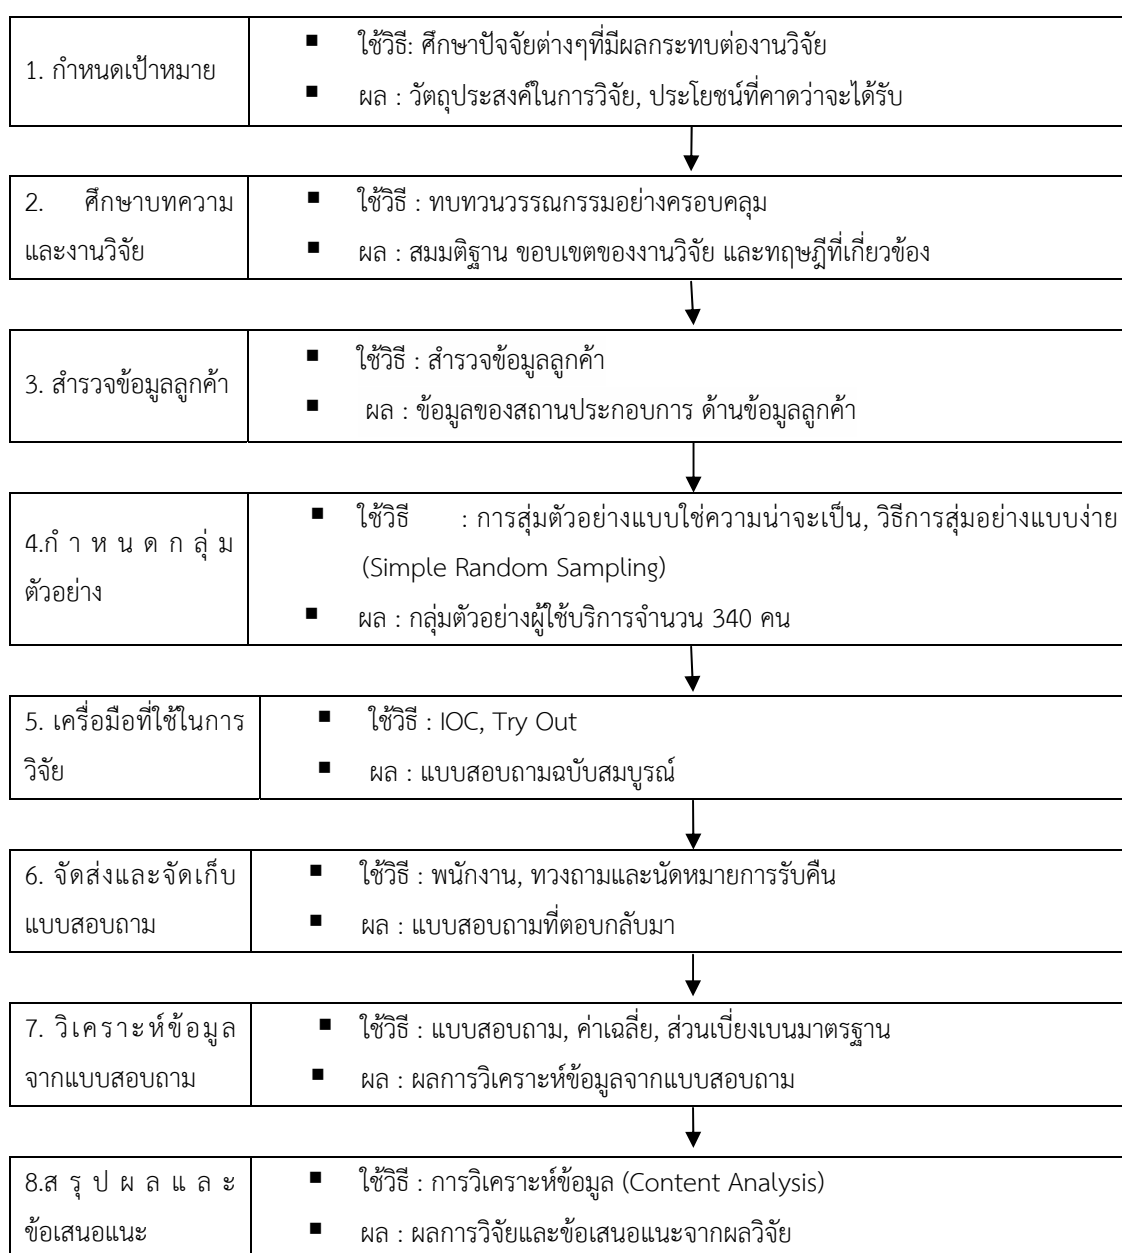 1. กำหนดเป้าหมาย
■ ใช้วิธี: ศึกษาปัจจัยต่างๆที่มีผลกระทบต่องานวิจัย
■ ผล : วัตถุประสงค์ในการวิจัย, ประโยชน์ที่คาดว่าจะได้รับ
2. ศึกษาบทความ
และงานวิจัย
■ ใช้วิธี : ทบทวนวรรณกรรมอย่างครอบคลุม
■ ผล : สมมติฐาน ขอบเขตของงานวิจัย และทฤษฎีที่เกี่ยวข้อง
3. สำรวจข้อมูลลูกค้า
■ ใช้วิธี : สำรวจข้อมูลลูกค้า
■ ผล : ข้อมูลของสถานประกอบการ ด้านข้อมูลลูกค้า
4.กำหนดกลุ่ม
ตัวอย่าง
■ ใช้วิธี : การสุ่มตัวอย่างแบบใช่ความน่าจะเป็น, วิธีการสุ่มอย่างแบบง่าย
(Simple Random Sampling)
■ ผล : กลุ่มตัวอย่างผู้ใช้บริการจำนวน 340 คน
5. เครื่องมือที่ใช้ในการ
วิจัย
■ ใช้วิธี : IOC, Try Out
■ ผล : แบบสอบถามฉบับสมบูรณ์
6. จัดส่งและจัดเก็บ
แบบสอบถาม
■ ใช้วิธี : พนักงาน, ทวงถามและนัดหมายการรับคืน
■ ผล : แบบสอบถามที่ตอบกลับมา
7. วิเคราะห์ข้อมูล
จากแบบสอบถาม
■ ใช้วิธี : แบบสอบถาม, ค่าเฉลี่ย, ส่วนเบี่ยงเบนมาตรฐาน
■ ผล : ผลการวิเคราะห์ข้อมูลจากแบบสอบถาม
8.สรุปผลและ
ข้อเสนอแนะ
■ ใช้วิธี : การวิเคราะห์ข้อมูล (Content Analysis)
■ ผล : ผลการวิจัยและข้อเสนอแนะจากผลวิจัย